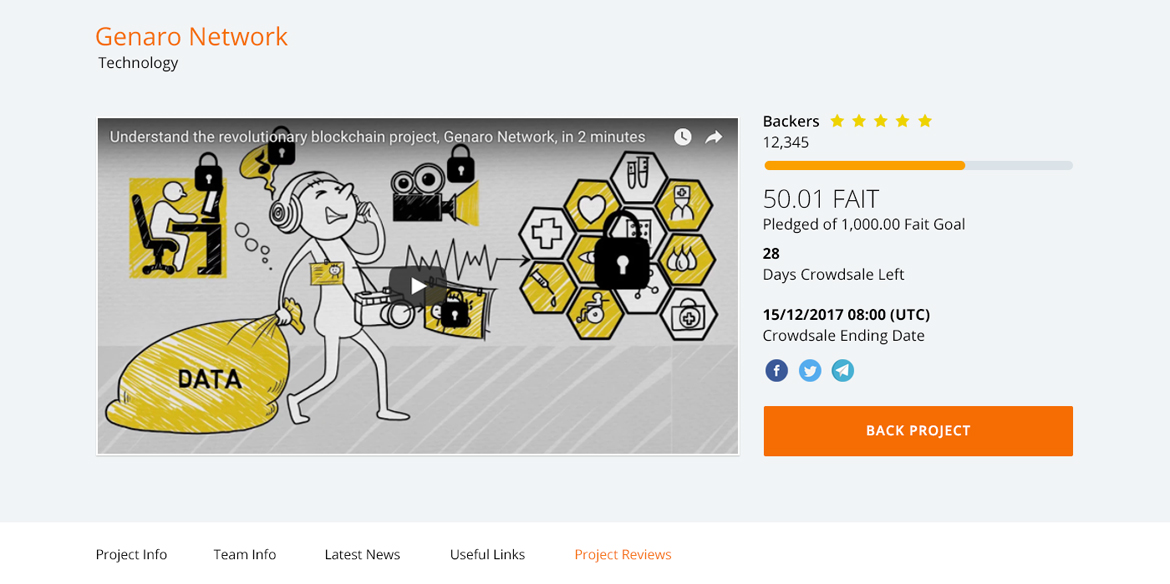 Genaro Network
Technology
Understand the revolutionary blockchain project, Genaro Network, in 2 minutes
DATA
Backers
12,345
50.01 FAIT
Pledged of 1,000.00 Fait Goal
28
Days Crowdsale Left
15/12/2017 08:00 (UTC)
Crowdsale Ending Date
BACK PROJECT
Project Info
Team Info
Latest News
Useful Links
Project Reviews